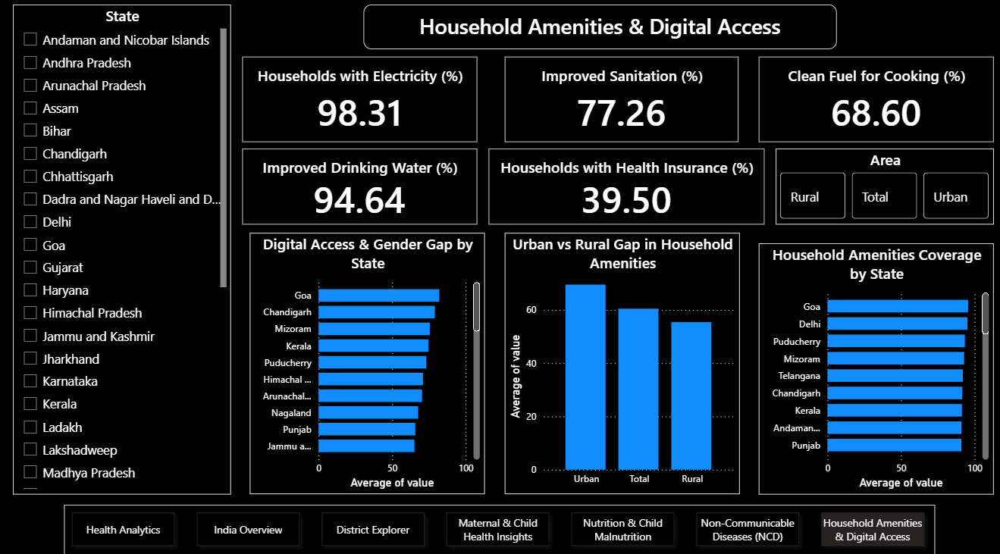 State
Andaman and Nicobar Islands
Andhra Pradesh
Arunachal Pradesh
Assam
Bihar
Chandigarh
Chhattisgarh
Dadra and Nagar Haveli and D...
Delhi
Goa
Gujarat
Haryana
Himachal Pradesh
Jammu and Kashmir
Jharkhand
Karnataka
Kerala
Ladakh
Lakshadweep
Madhya Pradesh
Household Amenities & Digital Access
Households with Electricity (%)
98.31
Improved Sanitation (%)
77.26
Clean Fuel for Cooking (%)
68.60
Improved Drinking Water (%)
94.64
Households with Health Insurance (%)
39.50
Area
Rural
Total
Urban
Digital Access & Gender Gap by
State
Goa
Chandigarh
Mizoram
Kerala
Puducherry
Himachal ...
Arunachal...
Nagaland
Punjab
Jammu a...
0
50
100
Average of value
Urban vs Rural Gap in Household
Amenities
Average of value
60
40
20
0
Urban
Total
Rural
Household Amenities Coverage
by State
Goa
Delhi
Puducherry
Mizoram
Telangana
Chandigarh
Kerala
Andaman...
Punjab
0
50
100
Average of value
Health Analytics
India Overview
District Explorer
Maternal & Child
Health Insights
Nutrition & Child
Malnutrition
Non-Communicable
Diseases (NCD)
Household Amenities
& Digital Access